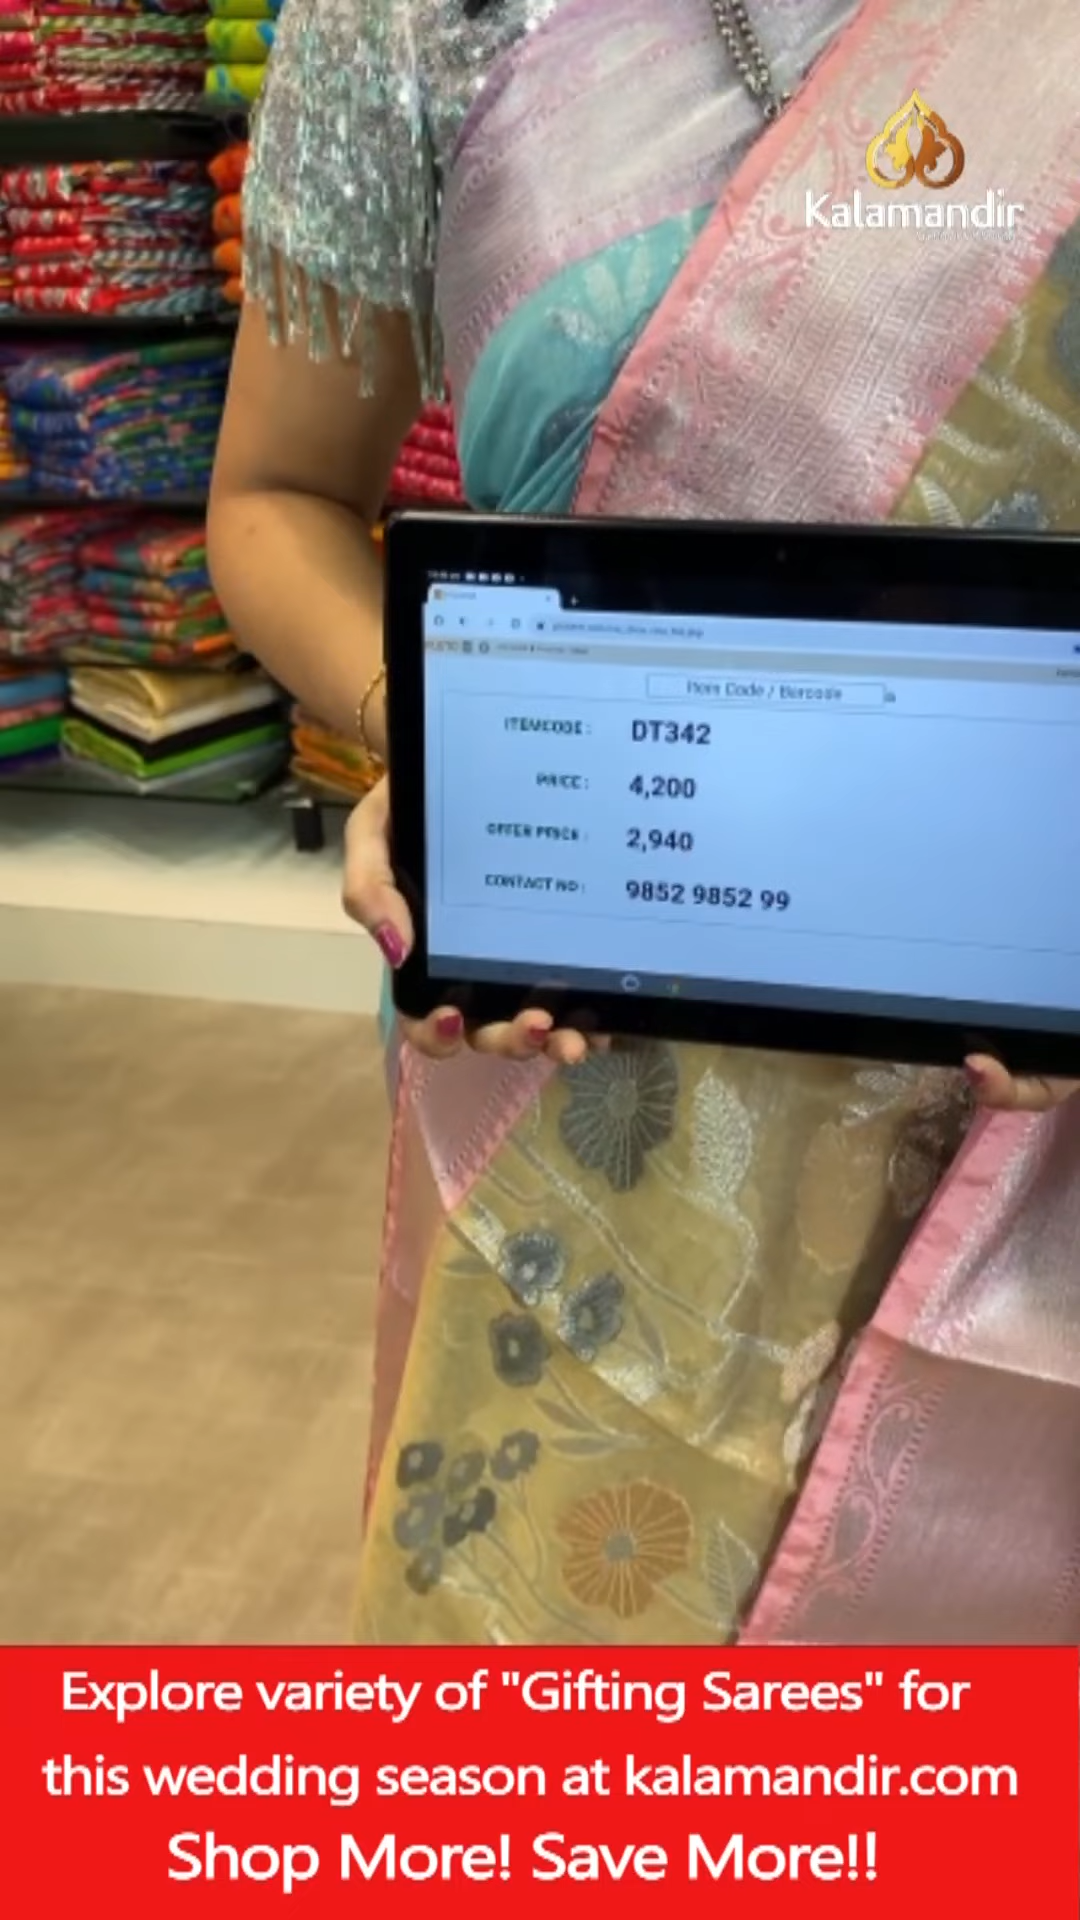 Kalamandir
Item Code / Barcode
ITEMCODE : DT342
PRICE : 4,200
OFFER PRICE : 2,940
CONTACT NO : 9852 9852 99
Explore variety of "Gifting Sarees" for
this wedding season at kalamandir.com
Shop More! Save More!!